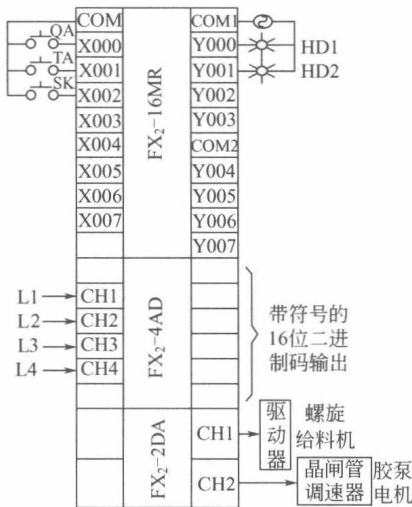 COM
QA
X000
TA
X001
SK
X002
X003
X004
X005
X006
X007
FX2-16MR
COM1
Y000
HD1
Y001
HD2
Y002
Y003
COM2
Y004
Y005
Y006
Y007
L1
CH1
L2
CH2
L3
CH3
L4
CH4
FX2-4AD
带符号的
16位二进
制码输出
FX2-2DA
CH1
驱动器
螺旋
给料机
CH2
晶闸管
调速器
胶泵
电机